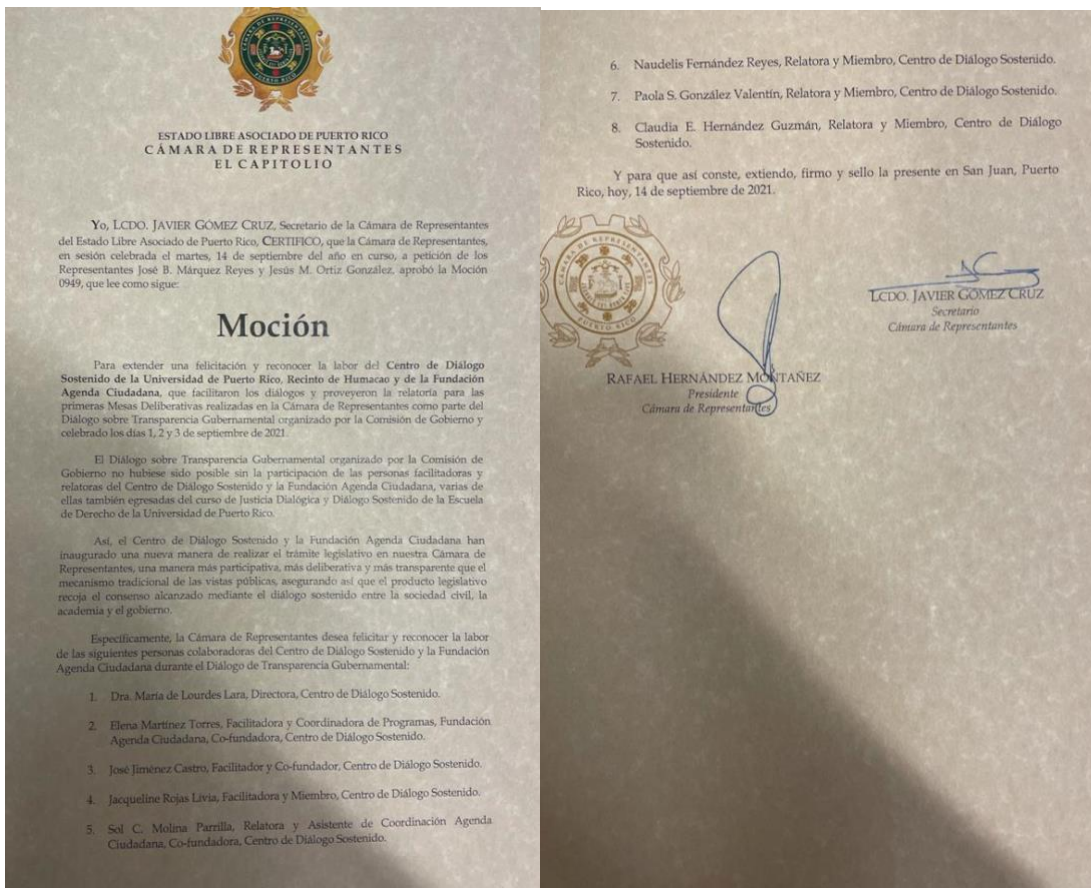 CÁMARA DE REPRESENTANTES
PUERTO RICO
ESTADO LIBRE ASOCIADO DE PUERTO RICO
CÁMARA DE REPRESENTANTES
EL CAPITOLIO
Yo, LCDO. JAVIER GÓMEZ CRUZ, Secretario de la Cámara de Representantes
del Estado Libre Asociado de Puerto Rico, CERTIFICO, que la Cámara de Representantes,
en sesión celebrada el martes, 14 de septiembre del año en curso, a petición de los
Representantes José B. Márquez Reyes y Jesús M. Ortiz González, aprobó la Moción
0949, que lee como sigue:
Moción
Para extender una felicitación y reconocer la labor del Centro de Diálogo
Sostenido de la Universidad de Puerto Rico, Recinto de Humacao y de la Fundación
Agenda Ciudadana, que facilitaron los diálogos y proveyeron la relatoría para las
primeras Mesas Deliberativas realizadas en la Cámara de Representantes como parte del
Diálogo sobre Transparencia Gubernamental organizado por la Comisión de Gobierno y
celebrado los días 1, 2 y 3 de septiembre de 2021.
El Diálogo sobre Transparencia Gubernamental organizado por la Comisión de
Gobierno no hubiese sido posible sin la participación de las personas facilitadoras y
relatoras del Centro de Diálogo Sostenido y la Fundación Agenda Ciudadana, varias de
ellas también egresadas del curso de Justicia Dialógica y Diálogo Sostenido de la Escuela
de Derecho de la Universidad de Puerto Rico.
Así, el Centro de Diálogo Sostenido y la Fundación Agenda Ciudadana han
inaugurado una nueva manera de realizar el trámite legislativo en nuestra Cámara de
Representantes, una manera más participativa, más deliberativa y más transparente que el
mecanismo tradicional de las vistas públicas, asegurando así que el producto legislativo
recoja el consenso alcanzado mediante el diálogo sostenido entre la sociedad civil, la
academia y el gobierno.
Específicamente, la Cámara de Representantes desea felicitar y reconocer la labor
de las siguientes personas colaboradoras del Centro de Diálogo Sostenido y la Fundación
Agenda Ciudadana durante el Diálogo de Transparencia Gubernamental:
1. Dra. María de Lourdes Lara, Directora, Centro de Diálogo Sostenido.
2. Elena Martínez Torres, Facilitadora y Coordinadora de Programas, Fundación
Agenda Ciudadana, Co-fundadora, Centro de Diálogo Sostenido.
3. José Jiménez Castro, Facilitador y Co-fundador, Centro de Diálogo Sostenido.
4. Jacqueline Rojas Livia, Facilitadora y Miembro, Centro de Diálogo Sostenido.
5. Sol C. Molina Parrilla, Relatora y Asistente de Coordinación Agenda
Ciudadana, Co-fundadora, Centro de Diálogo Sostenido.
6. Naudelis Fernández Reyes, Relatora y Miembro, Centro de Diálogo Sostenido.
7. Paola S. González Valentín, Relatora y Miembro, Centro de Diálogo Sostenido.
8. Claudia E. Hernández Guzmán, Relatora y Miembro, Centro de Diálogo
Sostenido.
Y para que así conste, extiendo, firmo y sello la presente en San Juan, Puerto
Rico, hoy, 14 de septiembre de 2021.
CÁMARA DE REPRESENTANTES
F I
PUERTO RICO
LCDO. JAVIER GÓMEZ CRUZ
Secretario
Cámara de Representantes
RAFAEL HERNÁNDEZ MONTAÑEZ
Presidente
Cámara de Representantes